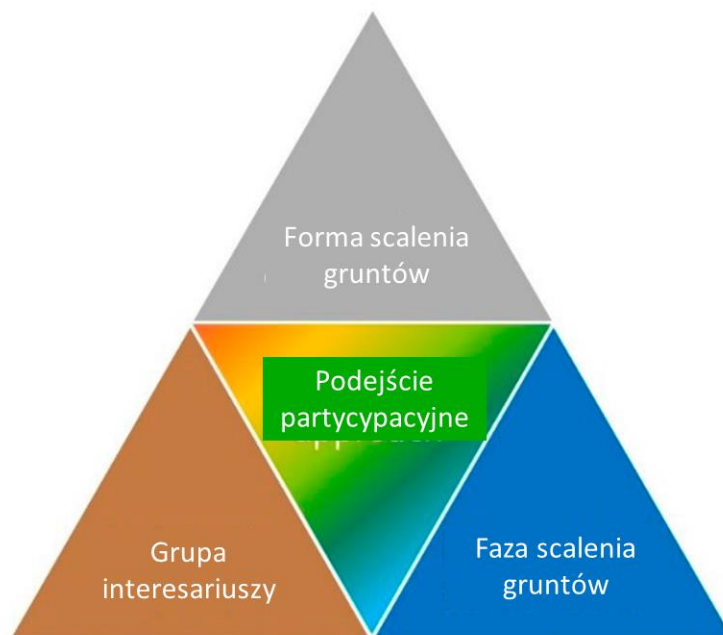 Forma scalenia
gruntów
Podejście
partycypacyjne
Grupa
interesariuszy
Faza scalenia
gruntów